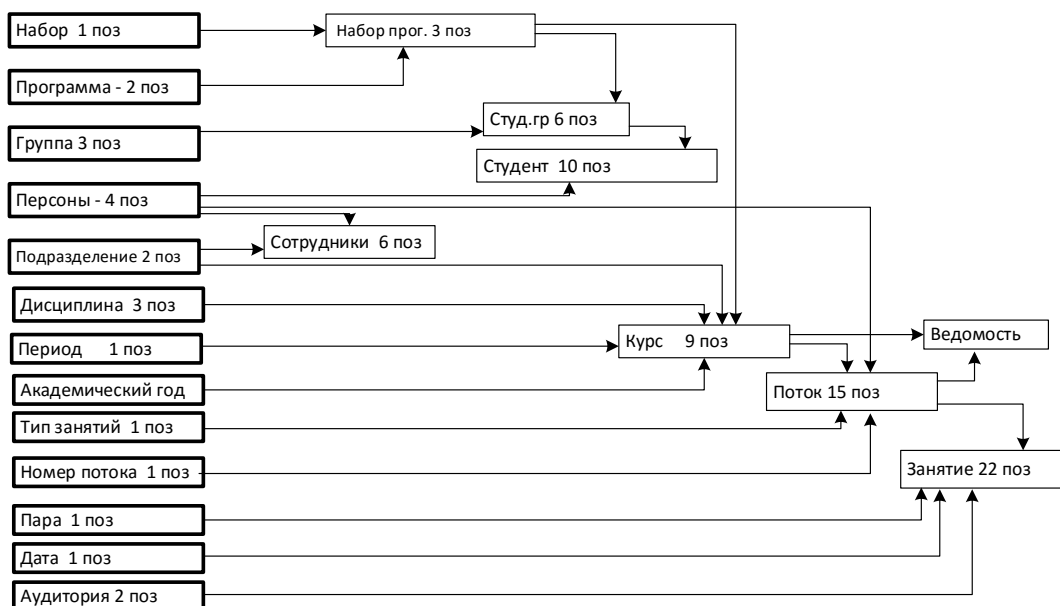 Набор 1 поз
Набор прог. 3 поз
Программа - 2 поз
Студ.гр 6 поз
Группа 3 поз
Студент 10 поз
Персоны - 4 поз
Сотрудники 6 поз
Подразделение 2 поз
Дисциплина 3 поз
Ведомость
Курс 9 поз
Период 1 поз
Академический год
Поток 15 поз
Тип занятий 1 поз
Номер потока 1 поз
Занятие 22 поз
Пара 1 поз
Дата 1 поз
Аудитория 2 поз